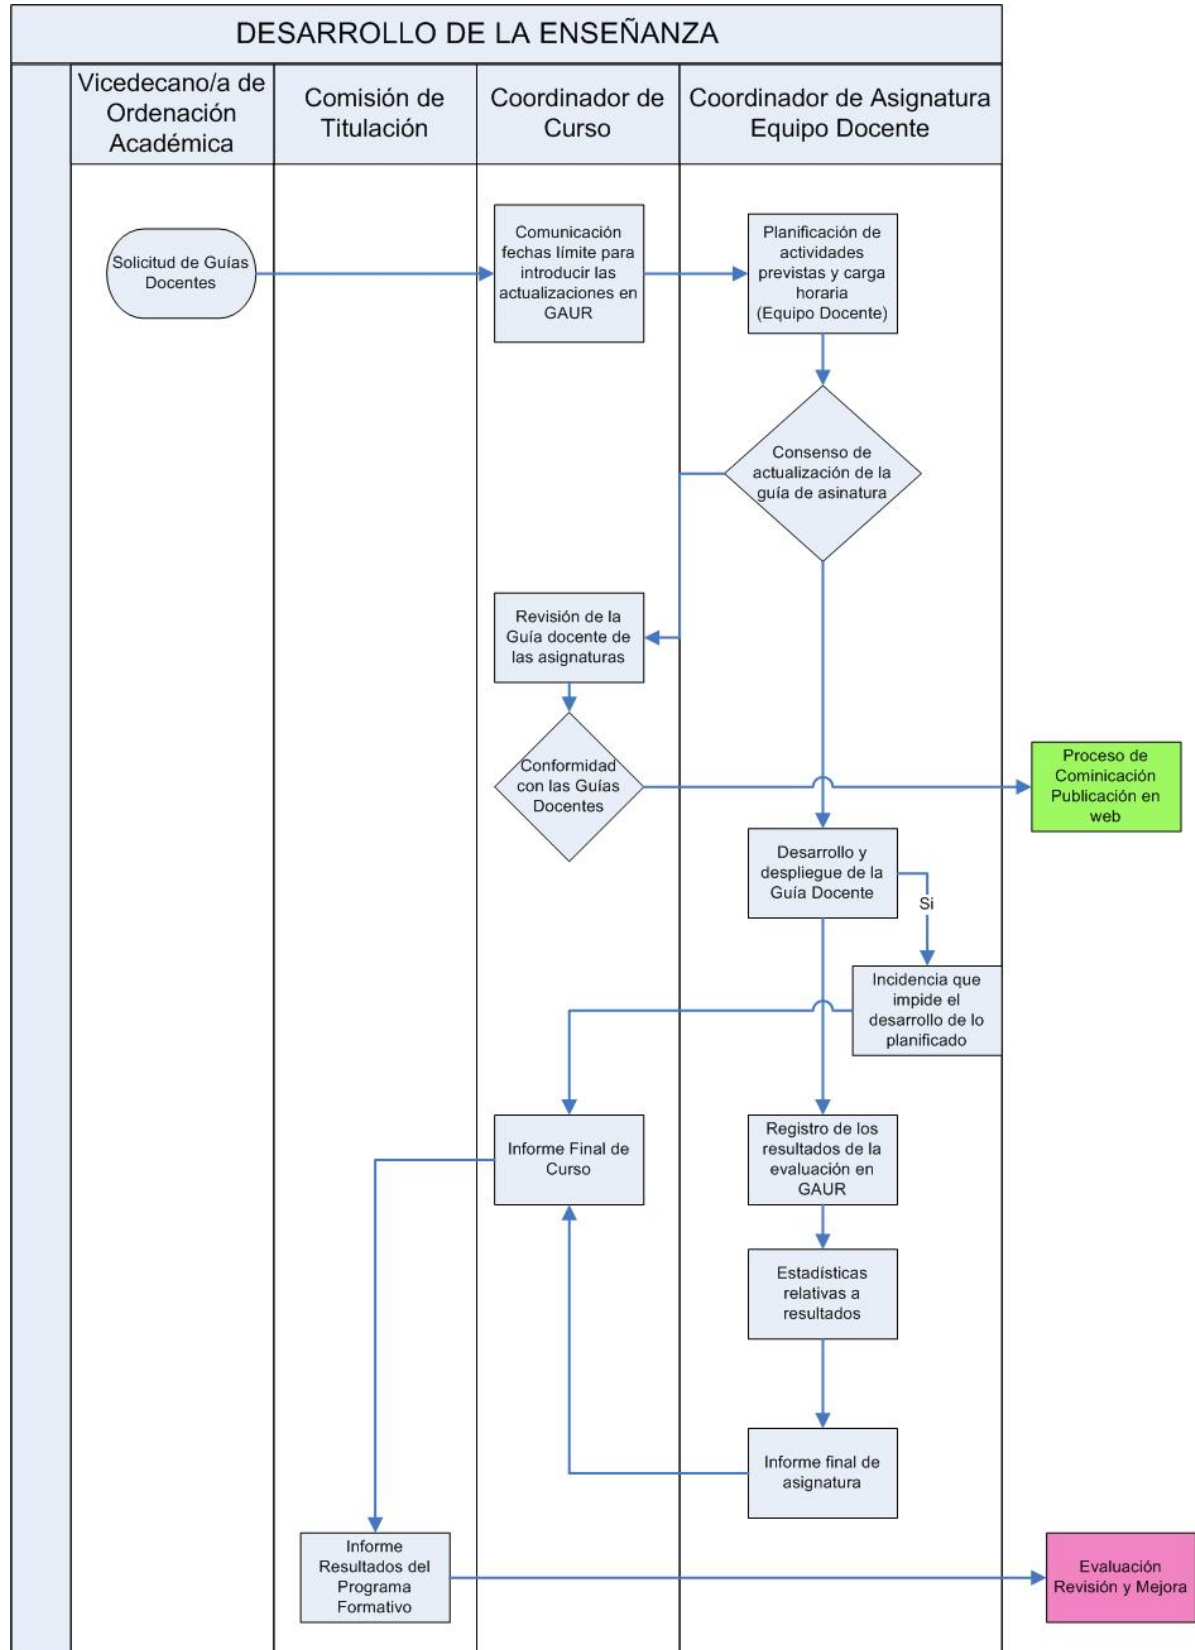 DESARROLLO DE LA ENSEÑANZA
Vicedecano/a de
Ordenación
Académica
Comisión de
Titulación
Coordinador de
Curso
Coordinador de Asignatura
Equipo Docente
Solicitud de Guías
Docentes
Comunicación
fechas límite para
introducir las
actualizaciones en
GAUR
Planificación de
actividades
previstas y carga
horaria
(Equipo Docente)
Consenso de
actualización de la
guía de asinatura
Revisión de la
Guía docente de
las asignaturas
Conformidad
con las Guías
Docentes
Proceso de
Cominicación
Publicación en
web
Desarrollo y
despliegue de la
Guía Docente
Si
Incidencia que
impide el
desarrollo de lo
planificado
Informe Final de
Curso
Registro de los
resultados de la
evaluación en
GAUR
Estadísticas
relativas a
resultados
Informe final de
asignatura
Informe
Resultados del
Programa
Formativo
Evaluación
Revisión y Mejora